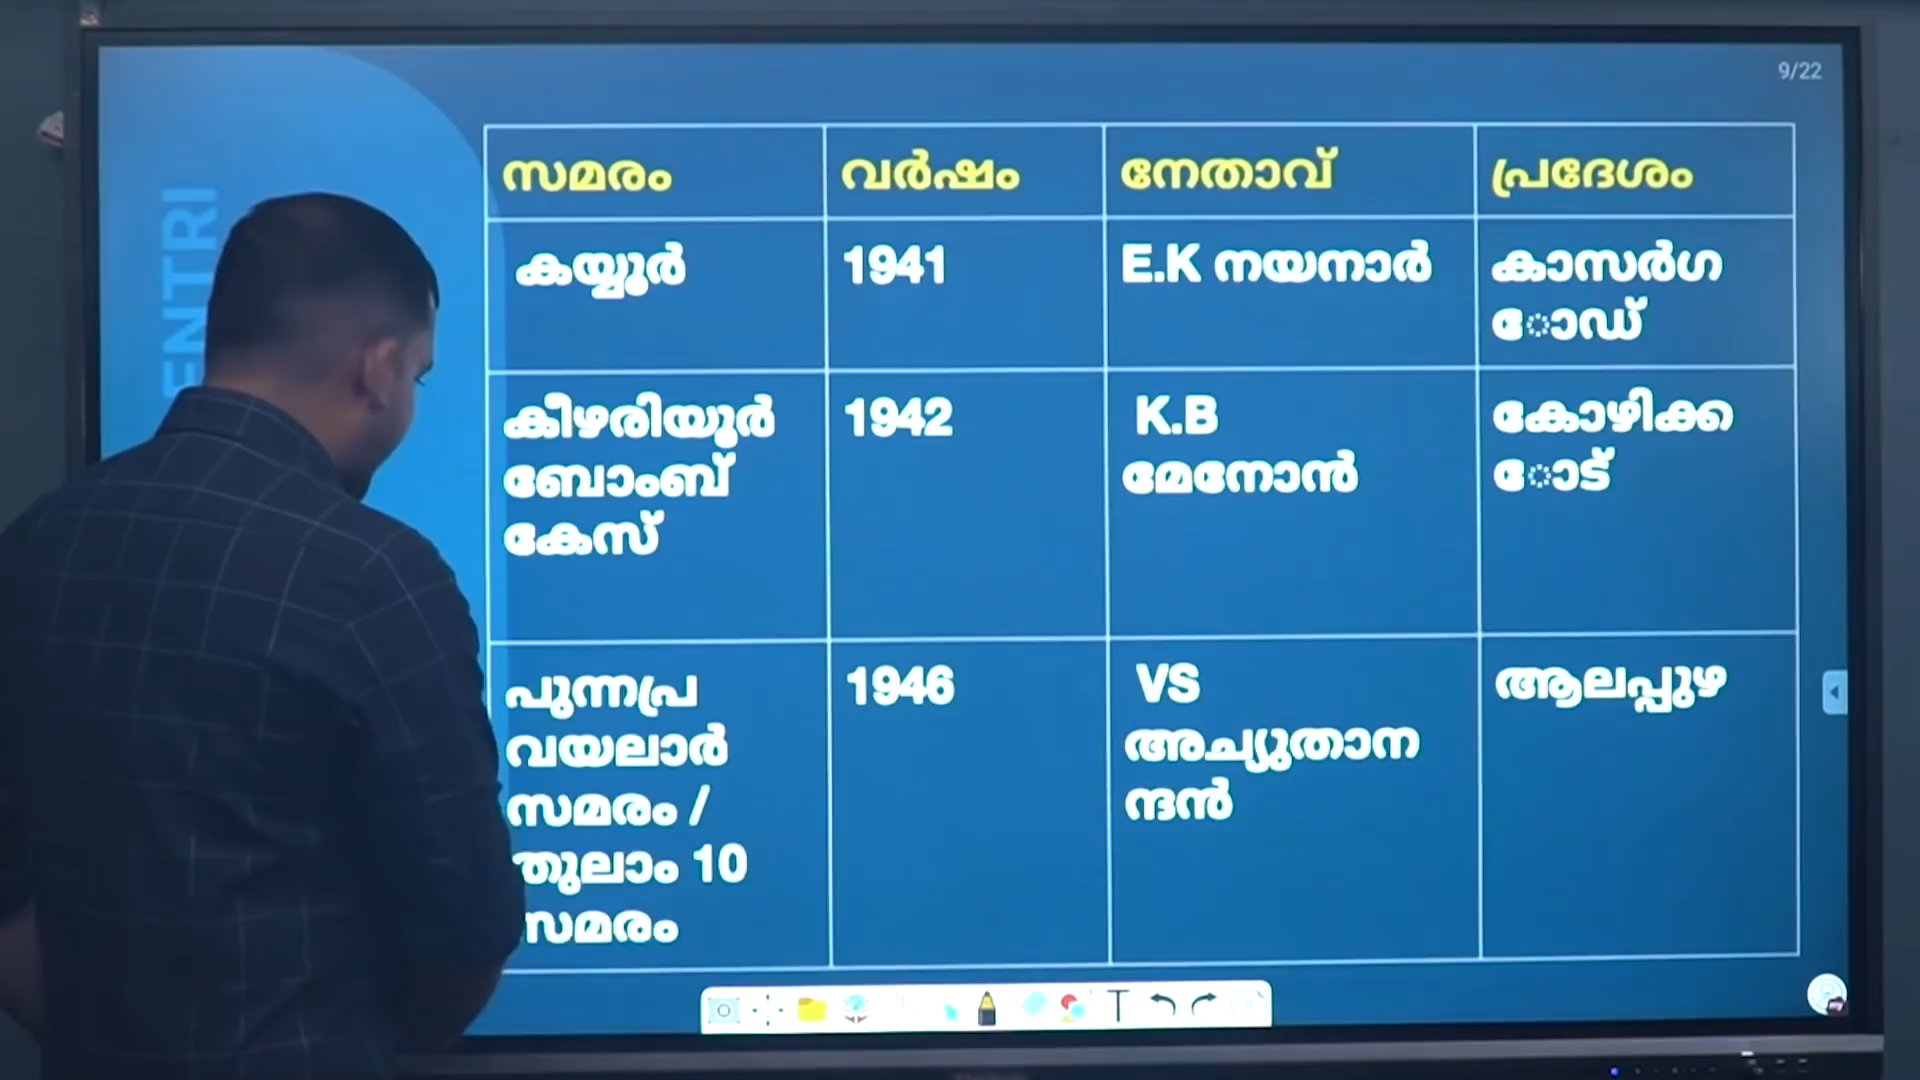 9/22
ENTRI
സമരം വർഷം നേതാവ് പ്രദേശം
കയ്യൂർ 1941 E.K നയനാർ കാസർഗ
ോഡ്
കീഴരിയൂർ 1942 K.B കോഴിക്ക
ബോംബ് മേനോൻ ോട്
കേസ്
പുന്നപ്ര 1946 VS ആലപ്പുഴ
വയലാർ അച്യുതാന
സമരം / ന്ദൻ
തുലാം 10
സമരം
T